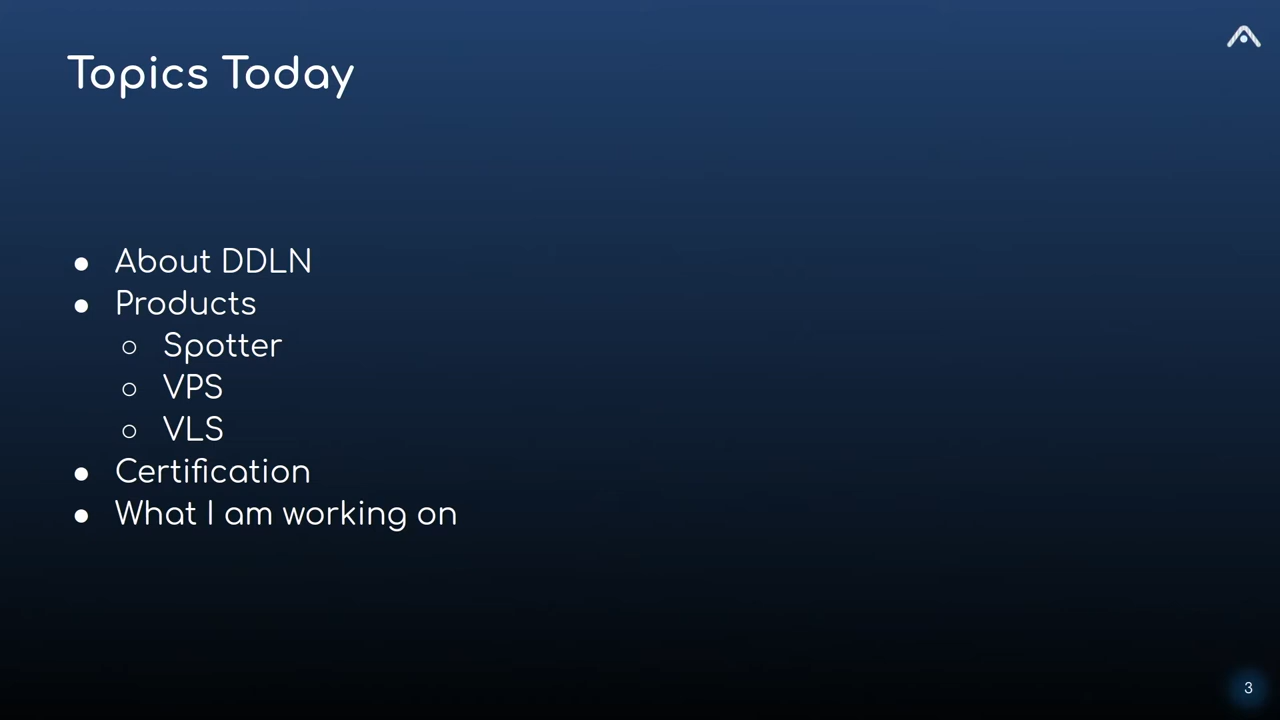 Topics Today
● About DDLN
● Products
○ Spotter
○ VPS
○ VLS
● Certification
● What I am working on
3